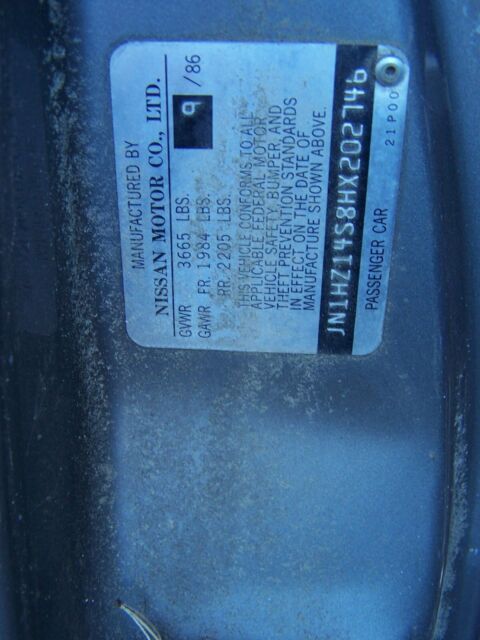 MANUFACTURED BY
NISSAN MOTOR CO., LTD. 9 /86
GVWR 3665 LBS.
GAWR FR. 1984 LBS.
RR. 2205 LBS.
THIS VEHICLE CONFORMS TO ALL
APPLICABLE FEDERAL MOTOR
VEHICLE SAFETY, BUMPER, AND
THEFT PREVENTION STANDARDS
IN EFFECT ON THE DATE OF
MANUFACTURE SHOWN ABOVE.
JN1HZ14S8HX202746
PASSENGER CAR 21P00